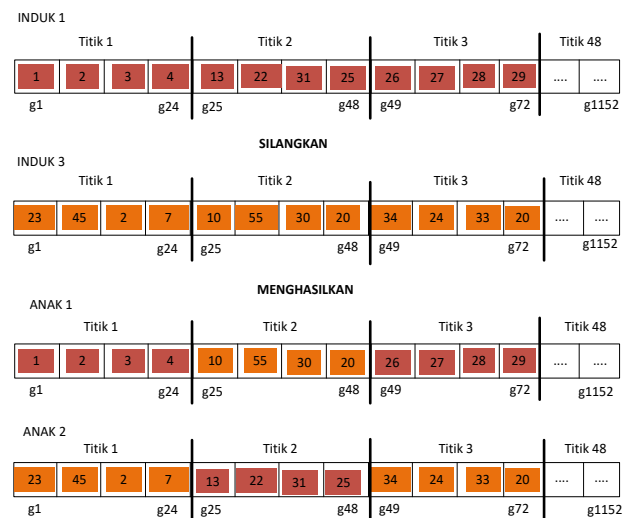 INDUK 1
Titik 1 Titik 2 Titik 3 Titik 48
1 2 3 4 13 22 31 25 26 27 28 29 .... ....
g1 g24 g25 g48 g49 g72 g1152
SILANGKAN
INDUK 3
Titik 1 Titik 2 Titik 3 Titik 48
23 45 2 7 10 55 30 20 34 24 33 20 .... ....
g1 g24 g25 g48 g49 g72 g1152
MENGHASILKAN
ANAK 1
Titik 1 Titik 2 Titik 3 Titik 48
1 2 3 4 10 55 30 20 26 27 28 29 .... ....
g1 g24 g25 g48 g49 g72 g1152
ANAK 2
Titik 1 Titik 2 Titik 3 Titik 48
23 45 2 7 13 22 31 25 34 24 33 20 .... ....
g1 g24 g25 g48 g49 g72 g1152